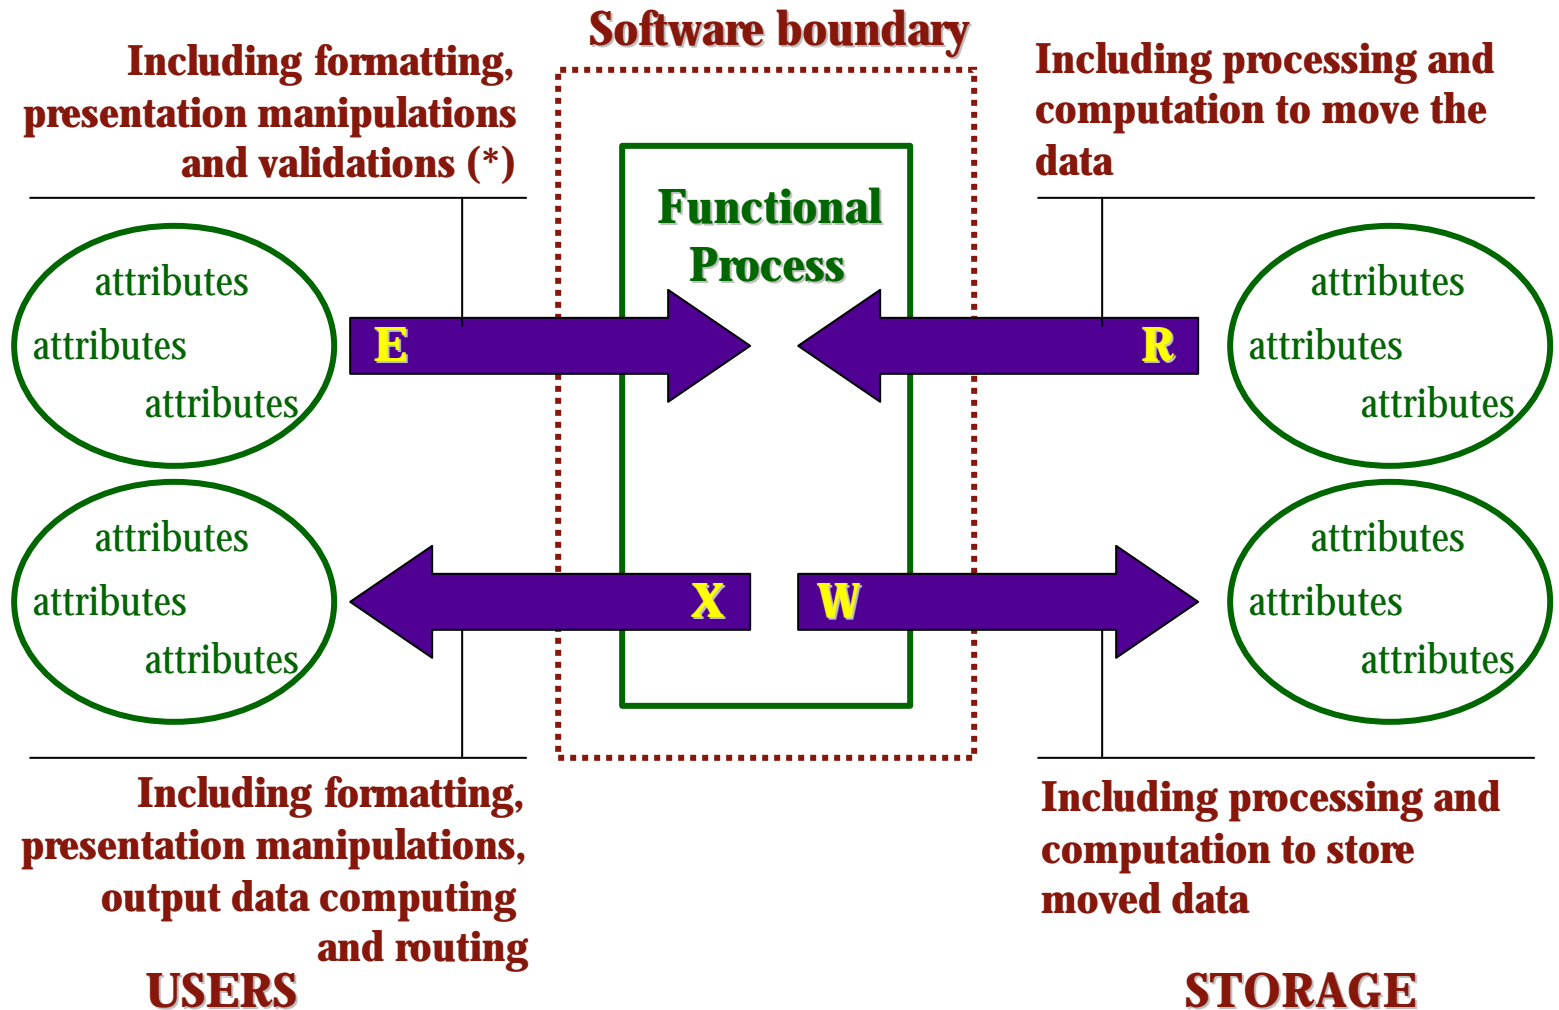 Software boundary
Including formatting,
presentation manipulations
and validations (*)
Including processing and
computation to move the
data
Functional
Process
attributes
attributes
attributes
E
R
attributes
attributes
attributes
attributes
attributes
attributes
X
W
attributes
attributes
attributes
Including formatting,
presentation manipulations,
output data computing
and routing
Including processing and
computation to store
moved data
USERS
STORAGE